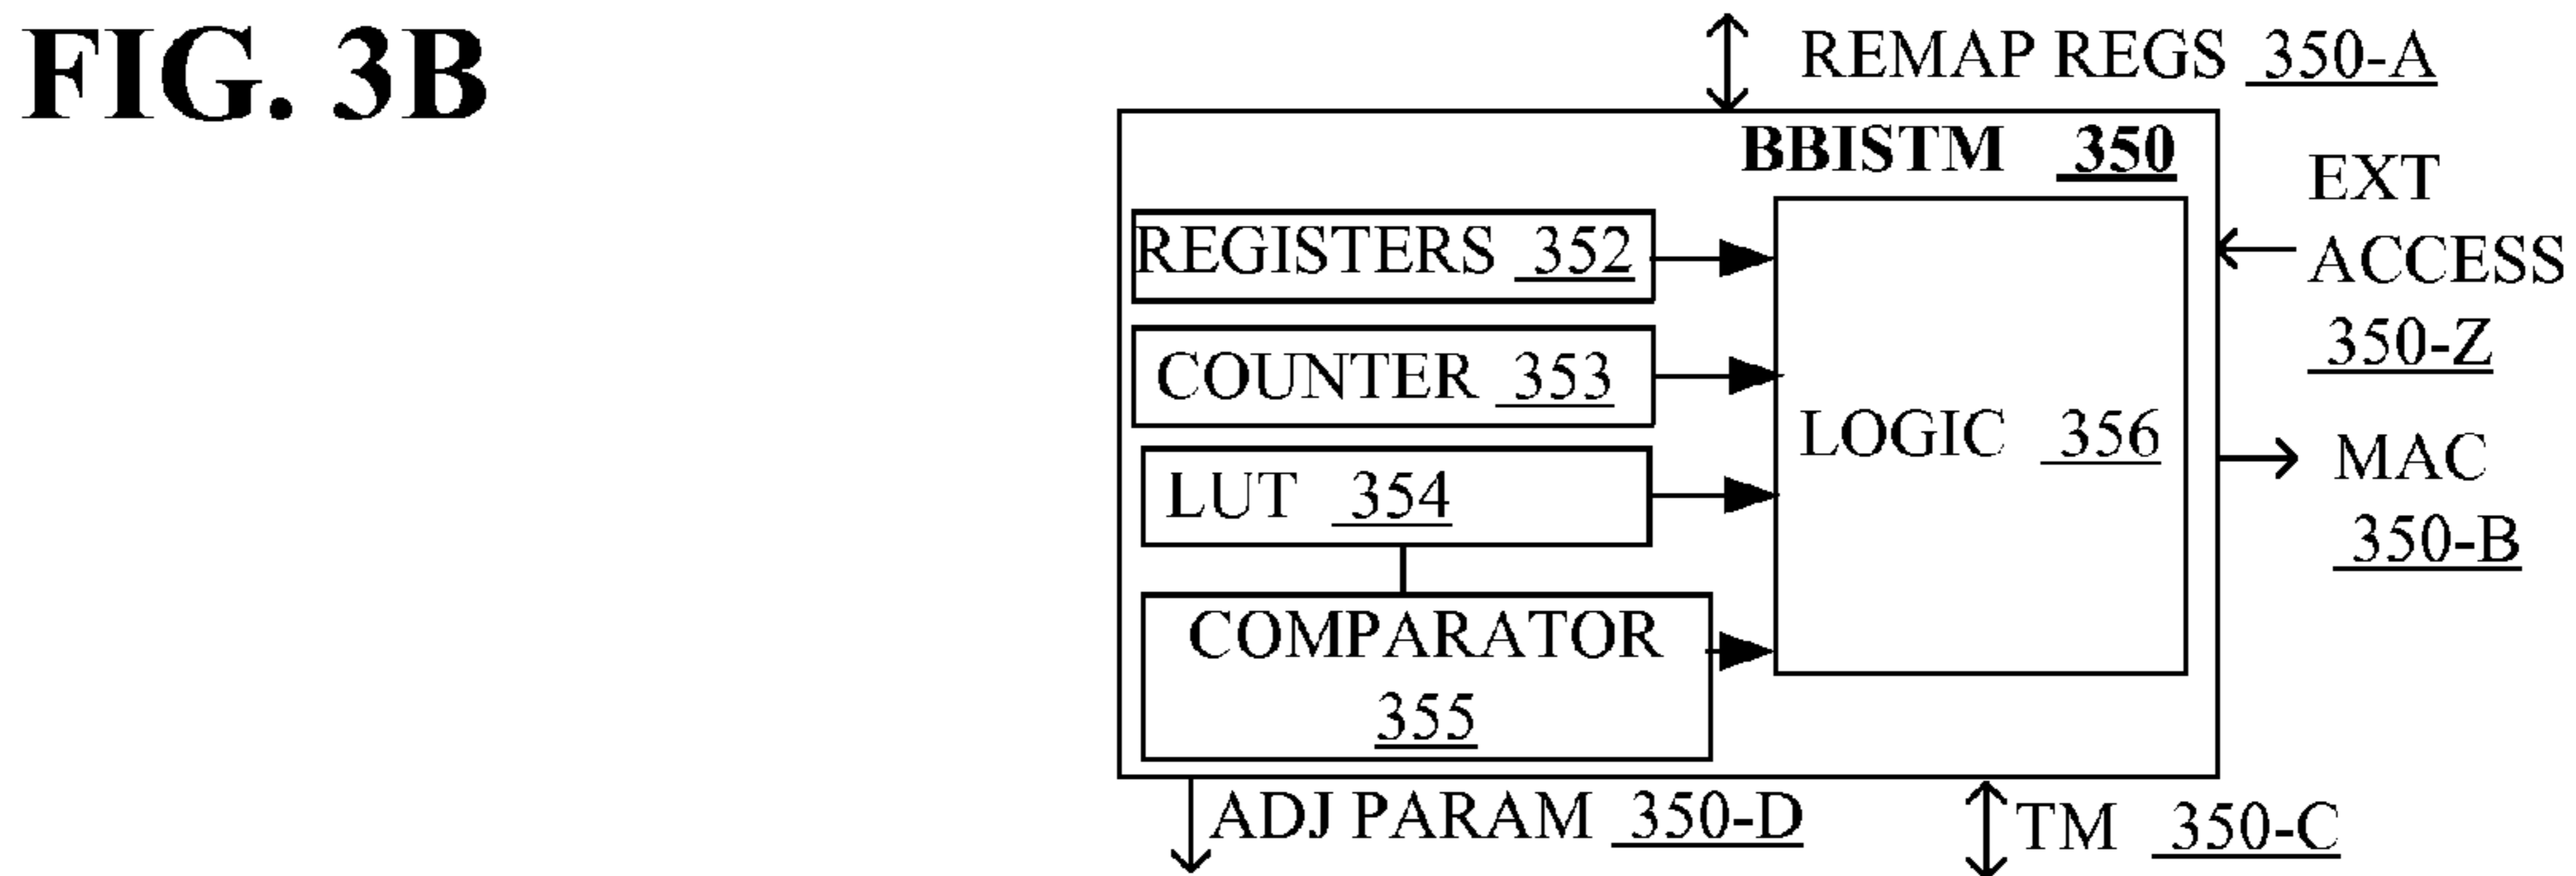 FIG. 3B
REMAP REGS 350-A
BBISTM 350
EXT
ACCESS
350-Z
REGISTERS 352
COUNTER 353
LOGIC 356
MAC
350-B
LUT 354
COMPARATOR
355
ADJ PARAM 350-D
TM 350-C